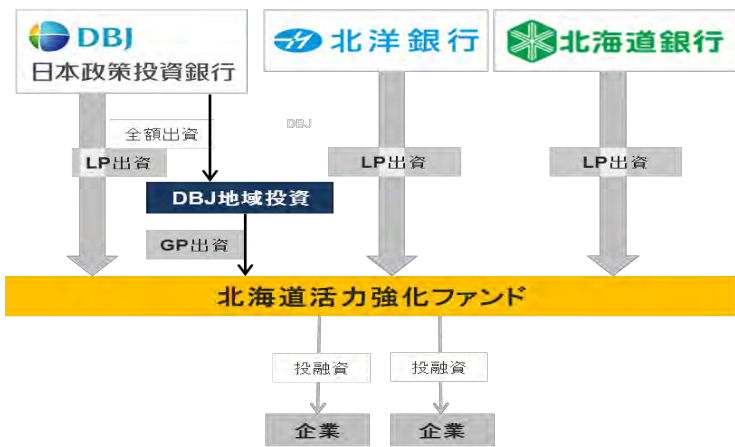 DBJ
日本政策投資銀行
北洋銀行
北海道銀行
全額出資
DBJ
LP出資
LP出資
LP出資
DBJ地域投資
GP出資
北海道活力強化ファンド
投融資
投融資
企業
企業